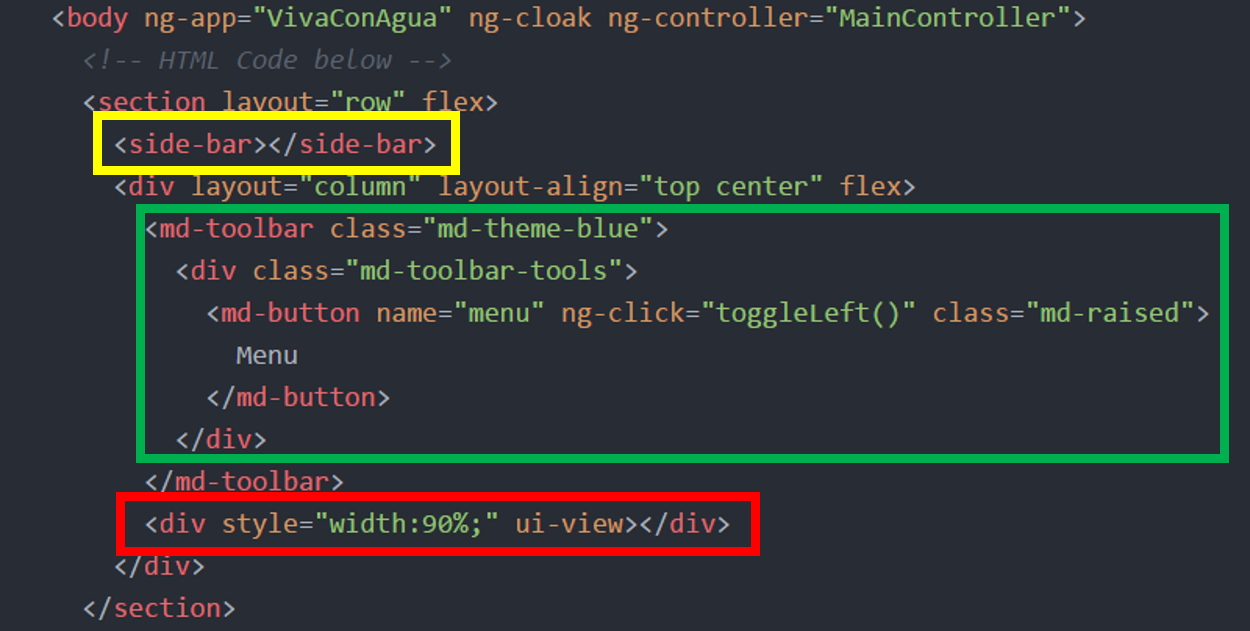 <body ng-app="VivaConAgua" ng-cloak ng-controller="MainController">
<!-- HTML Code below -->
<section layout="row" flex>
<side-bar></side-bar>
<div layout="column" layout-align="top center" flex>
<md-toolbar class="md-theme-blue">
<div class="md-toolbar-tools">
<md-button name="menu" ng-click="toggleLeft()" class="md-raised">
Menu
</md-button>
</div>
</md-toolbar>
<div style="width:90%;" ui-view></div>
</div>
</section>